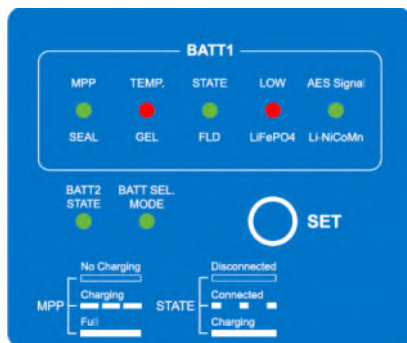 BATT1
MPP TEMP. STATE LOW AES Signal
SEAL GEL FLD LiFePO4 Li-NiCoMn
BATT2 BATT SEL.
STATE MODE
SET
No Charging Disconnected
Charging Connected
MPP STATE
Full Charging